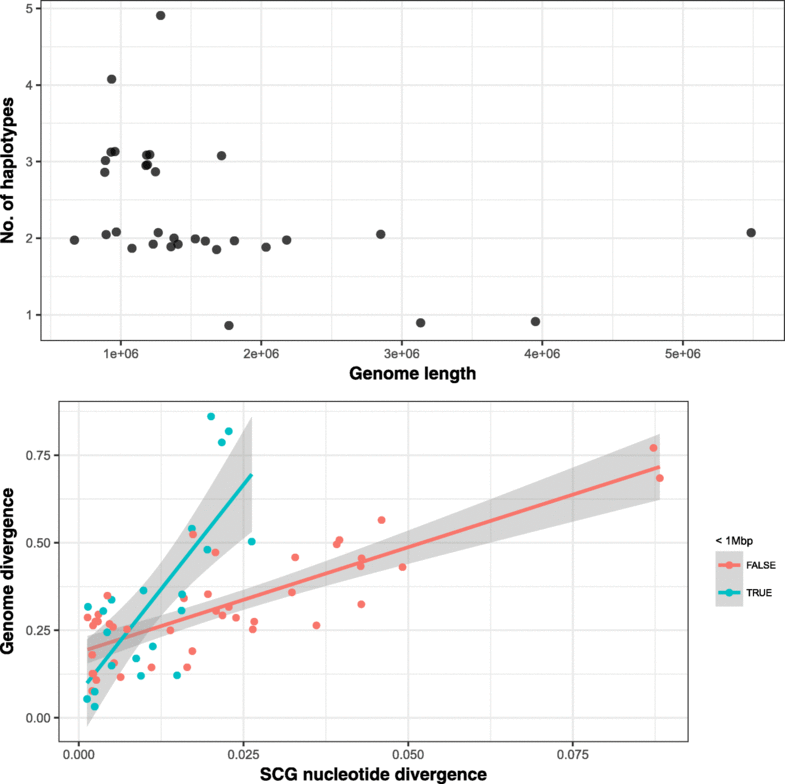 No. of haplotypes
5
4
3
2
1
1e+06
2e+06
3e+06
4e+06
5e+06
Genome length
Genome divergence
0.75
0.50
0.25
0.00
0.000
0.025
0.050
0.075
SCG nucleotide divergence
< 1Mbp
FALSE
TRUE